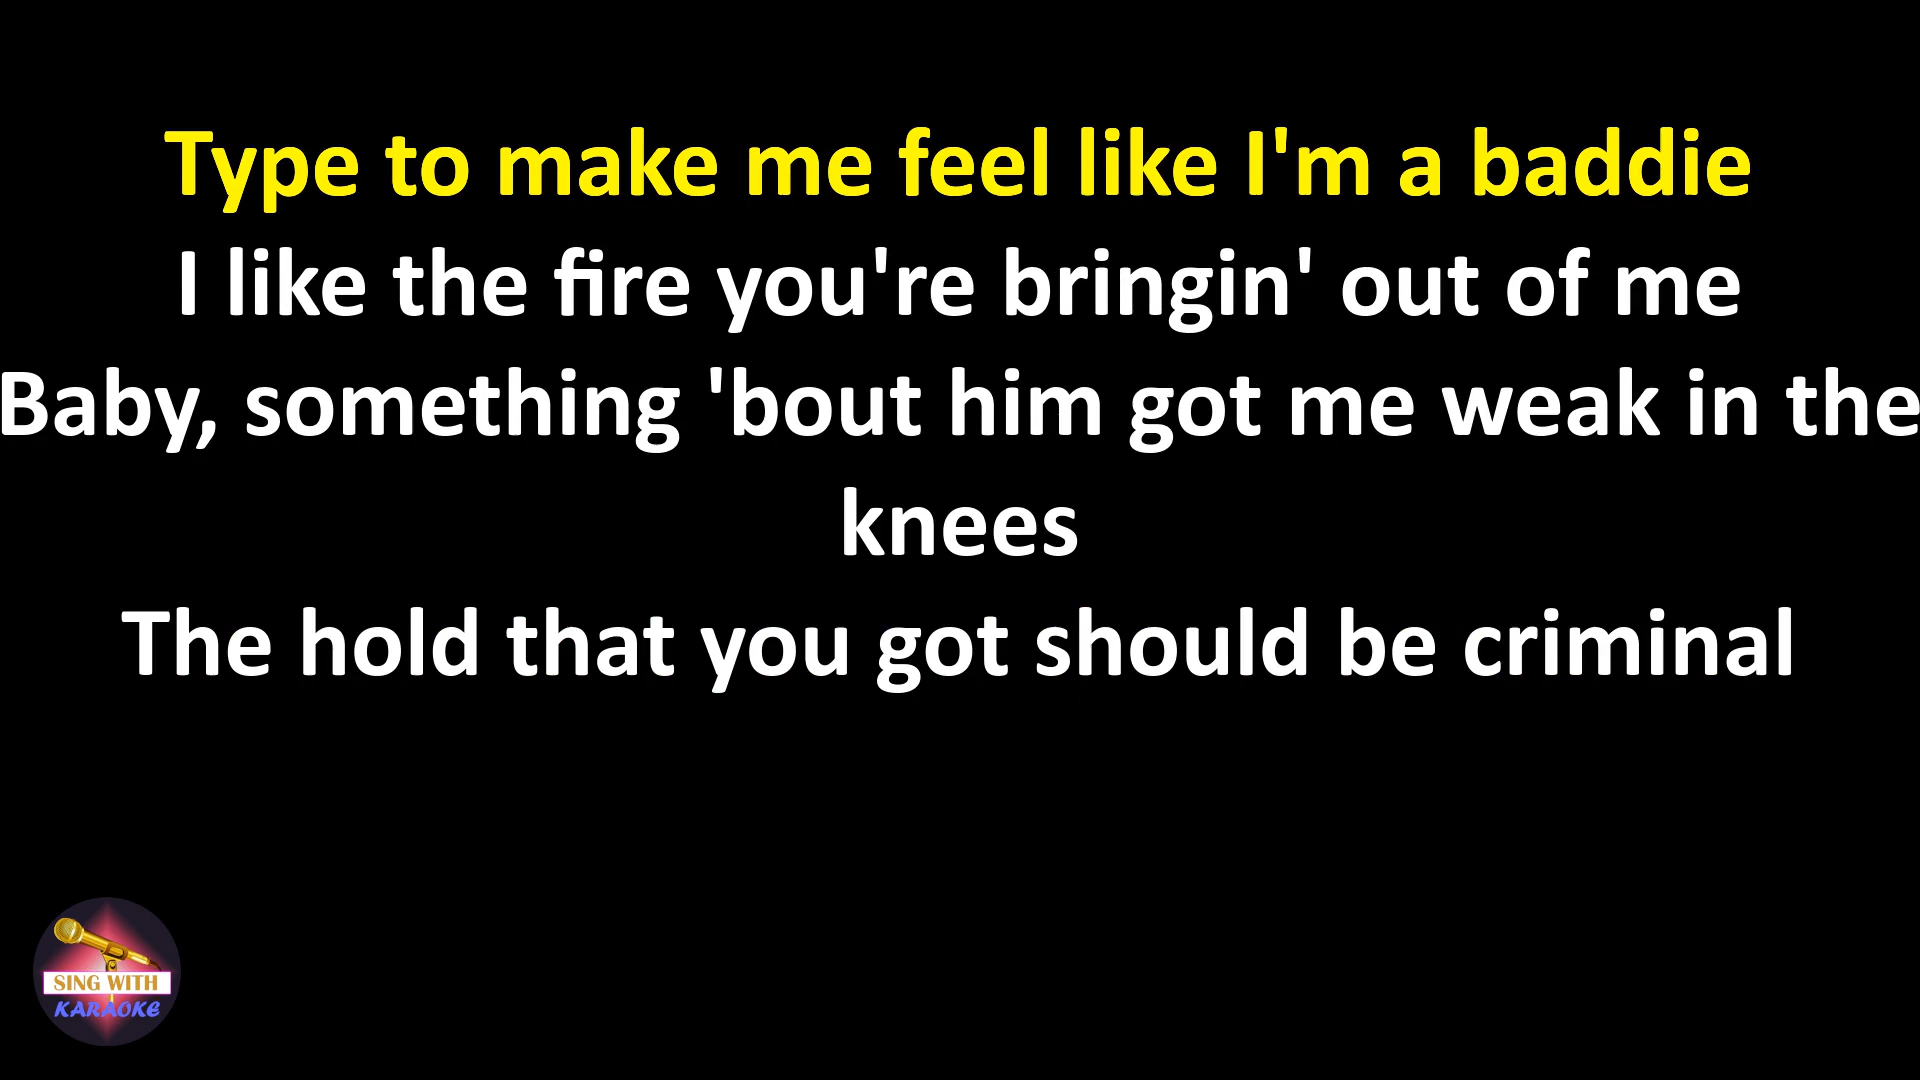 Type to make me feel like I'm a baddie
I like the fire you're bringin' out of me
Baby, something 'bout him got me weak in the
knees
The hold that you got should be criminal
SING WITH
KARAOKE